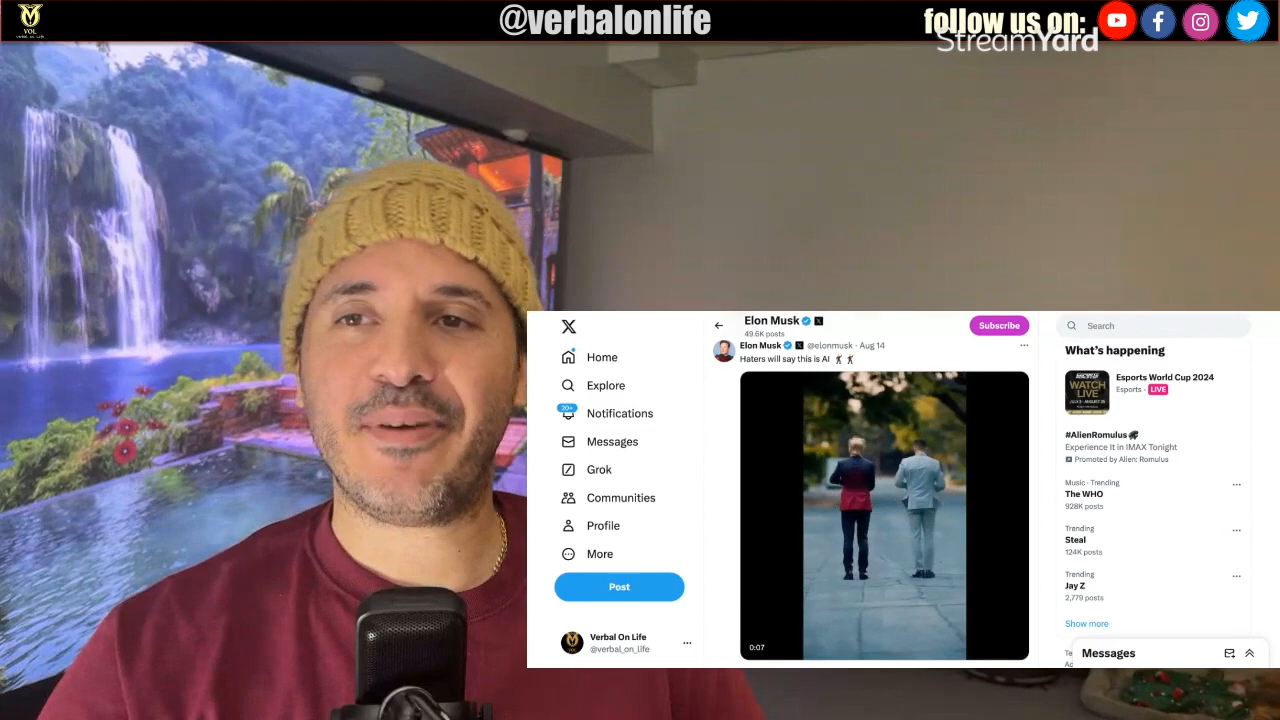 VOL
@verbalonlife
follow us on:
StreamYard
X
Home
Explore
20+
Notifications
Messages
Grok
Communities
Profile
More
Post
Verbal On Life
@verbal_on_life
Elon Musk
49.6K posts
Subscribe
Elon Musk @elonmusk · Aug 14
Haters will say this is AI
0:07
Search
What's happening
WATCH
LIVE
Esports World Cup 2024
Esports · LIVE
#AlienRomulus
Experience It in IMAX Tonight
Promoted by Alien: Romulus
Music · Trending
The WHO
928K posts
Trending
Steal
124K posts
Trending
Jay Z
2,779 posts
Show more
Te
Ac
Messages